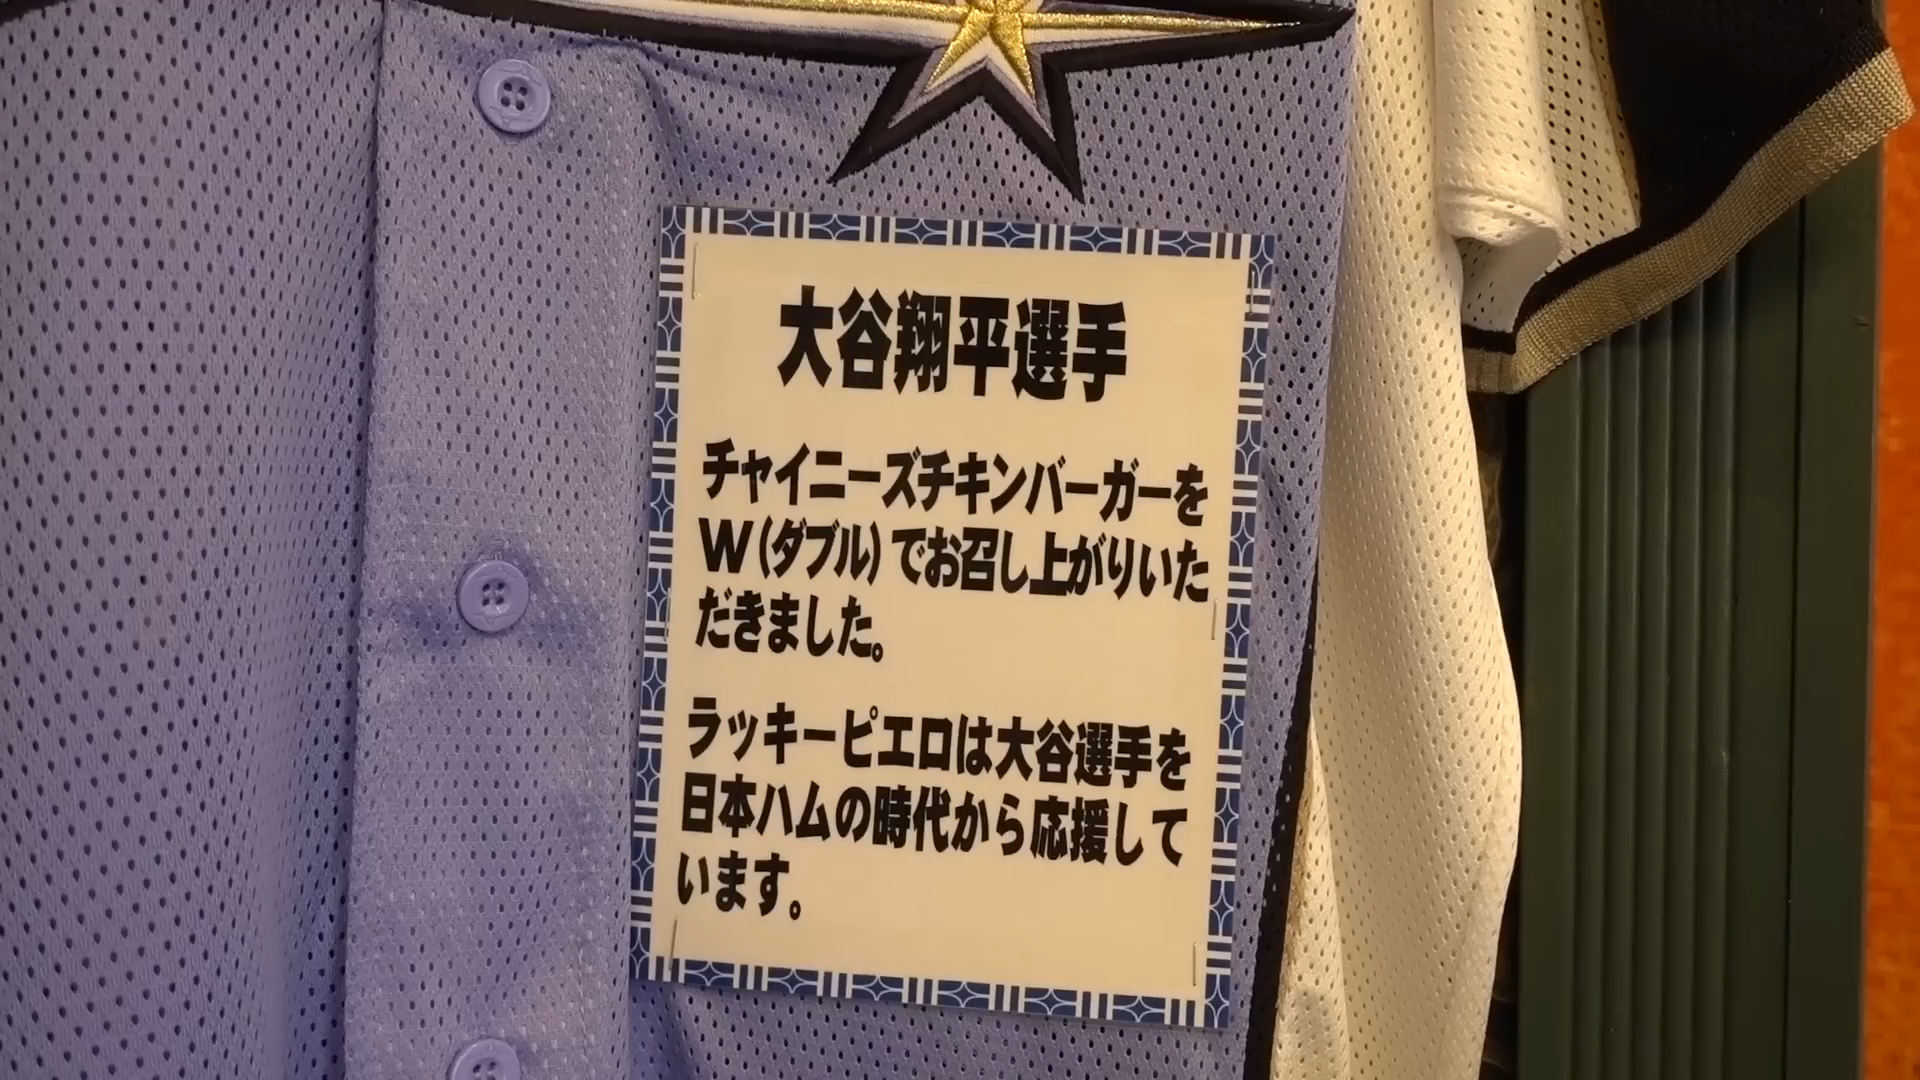 大谷翔平選手
チャイニーズチキンバーガーを
W(ダブル)でお召し上がりいた
だきました。
ラッキーピエロは大谷選手を
日本ハムの時代から応援して
います。